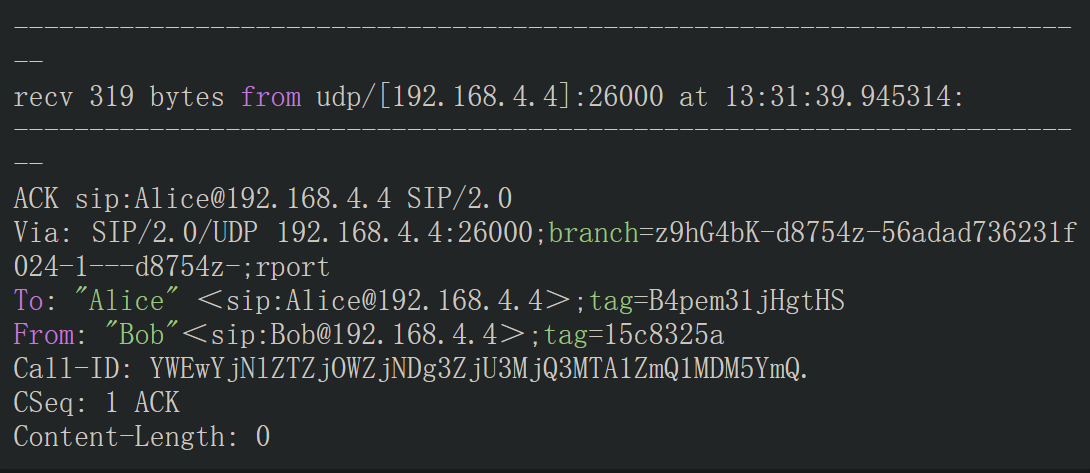 ------------------------------------------------------------------------
--
recv 319 bytes from udp/[192.168.4.4]:26000 at 13:31:39.945314:
------------------------------------------------------------------------
--
ACK sip:Alice@192.168.4.4 SIP/2.0
Via: SIP/2.0/UDP 192.168.4.4:26000;branch=z9hG4bK-d8754z-56adad736231f
024-1---d8754z-;rport
To: "Alice" <sip:Alice@192.168.4.4>;tag=B4pem31jHgtHS
From: "Bob"<sip:Bob@192.168.4.4>;tag=15c8325a
Call-ID: YWEwYjNlZTZjOWZjNDg3ZjU3MjQ3MTA1ZmQ1MDM5YmQ.
CSeq: 1 ACK
Content-Length: 0